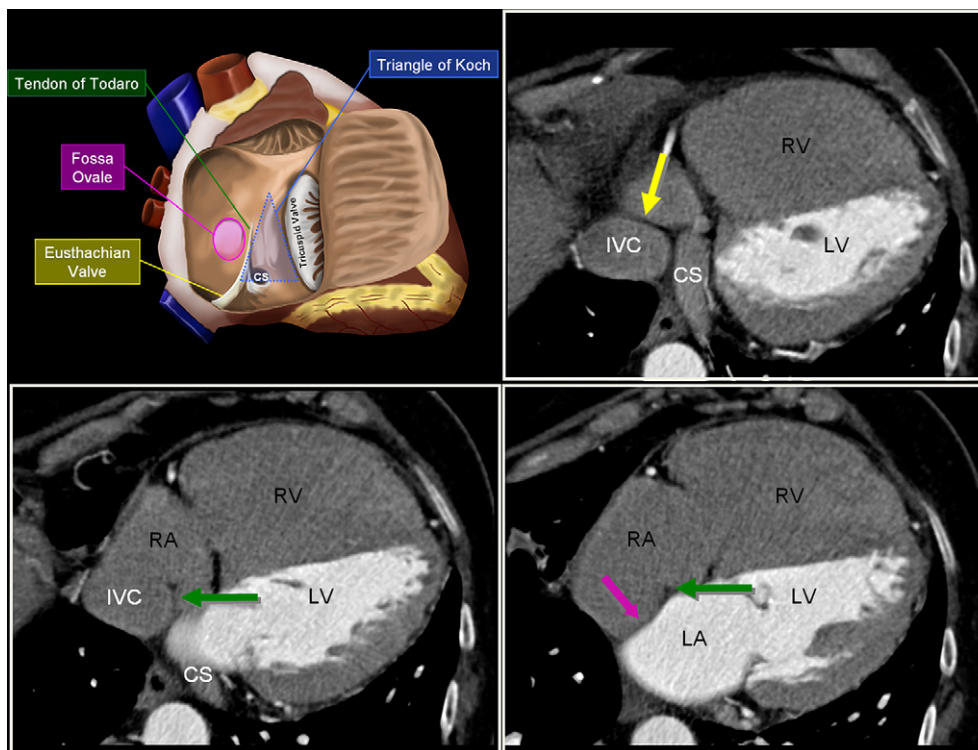 Tendon of Todaro
Triangle of Koch
Fossa
Ovale
Eusthachian
Valve
Tricuspid Valve
CS
RV
IVC
LV
CS
RV
RA
IVC
LV
CS
RV
RA
LV
LA